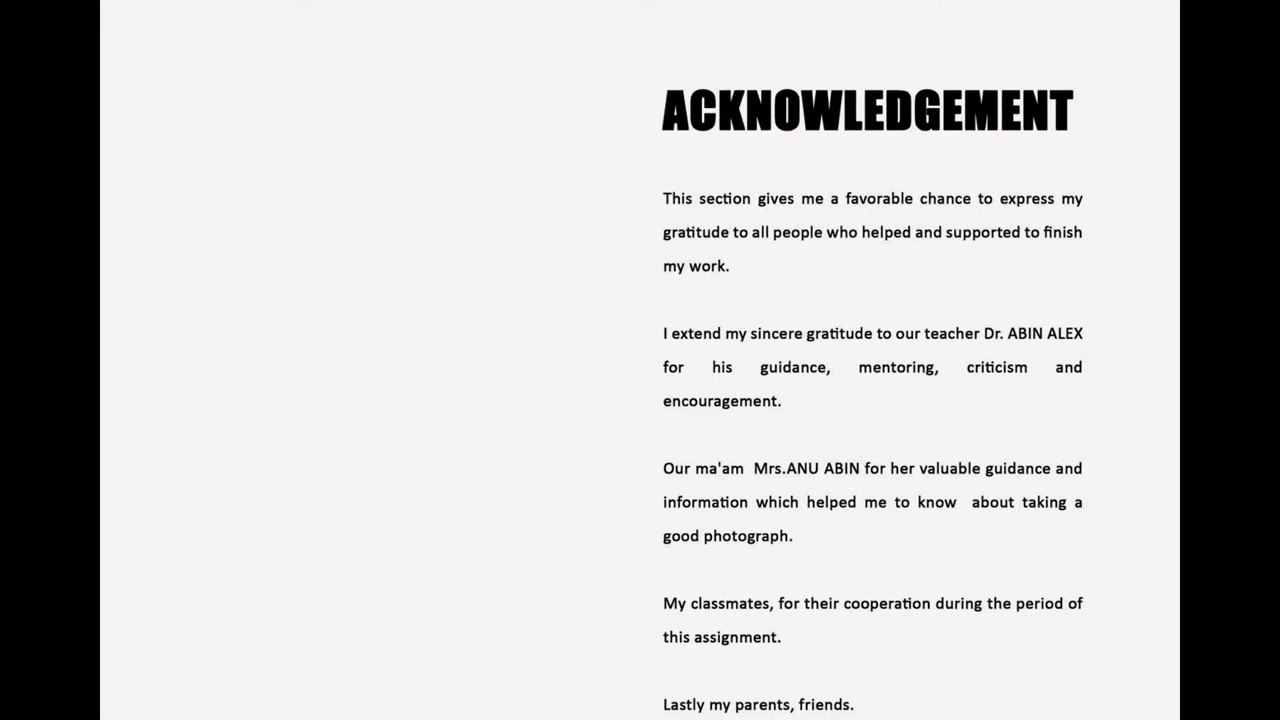 ACKNOWLEDGEMENT
This section gives me a favorable chance to express my
gratitude to all people who helped and supported to finish
my work.
I extend my sincere gratitude to our teacher Dr. ABIN ALEX
for his guidance, mentoring, criticism and
encouragement.
Our ma'am Mrs.ANU ABIN for her valuable guidance and
information which helped me to know about taking a
good photograph.
My classmates, for their cooperation during the period of
this assignment.
Lastly my parents, friends.